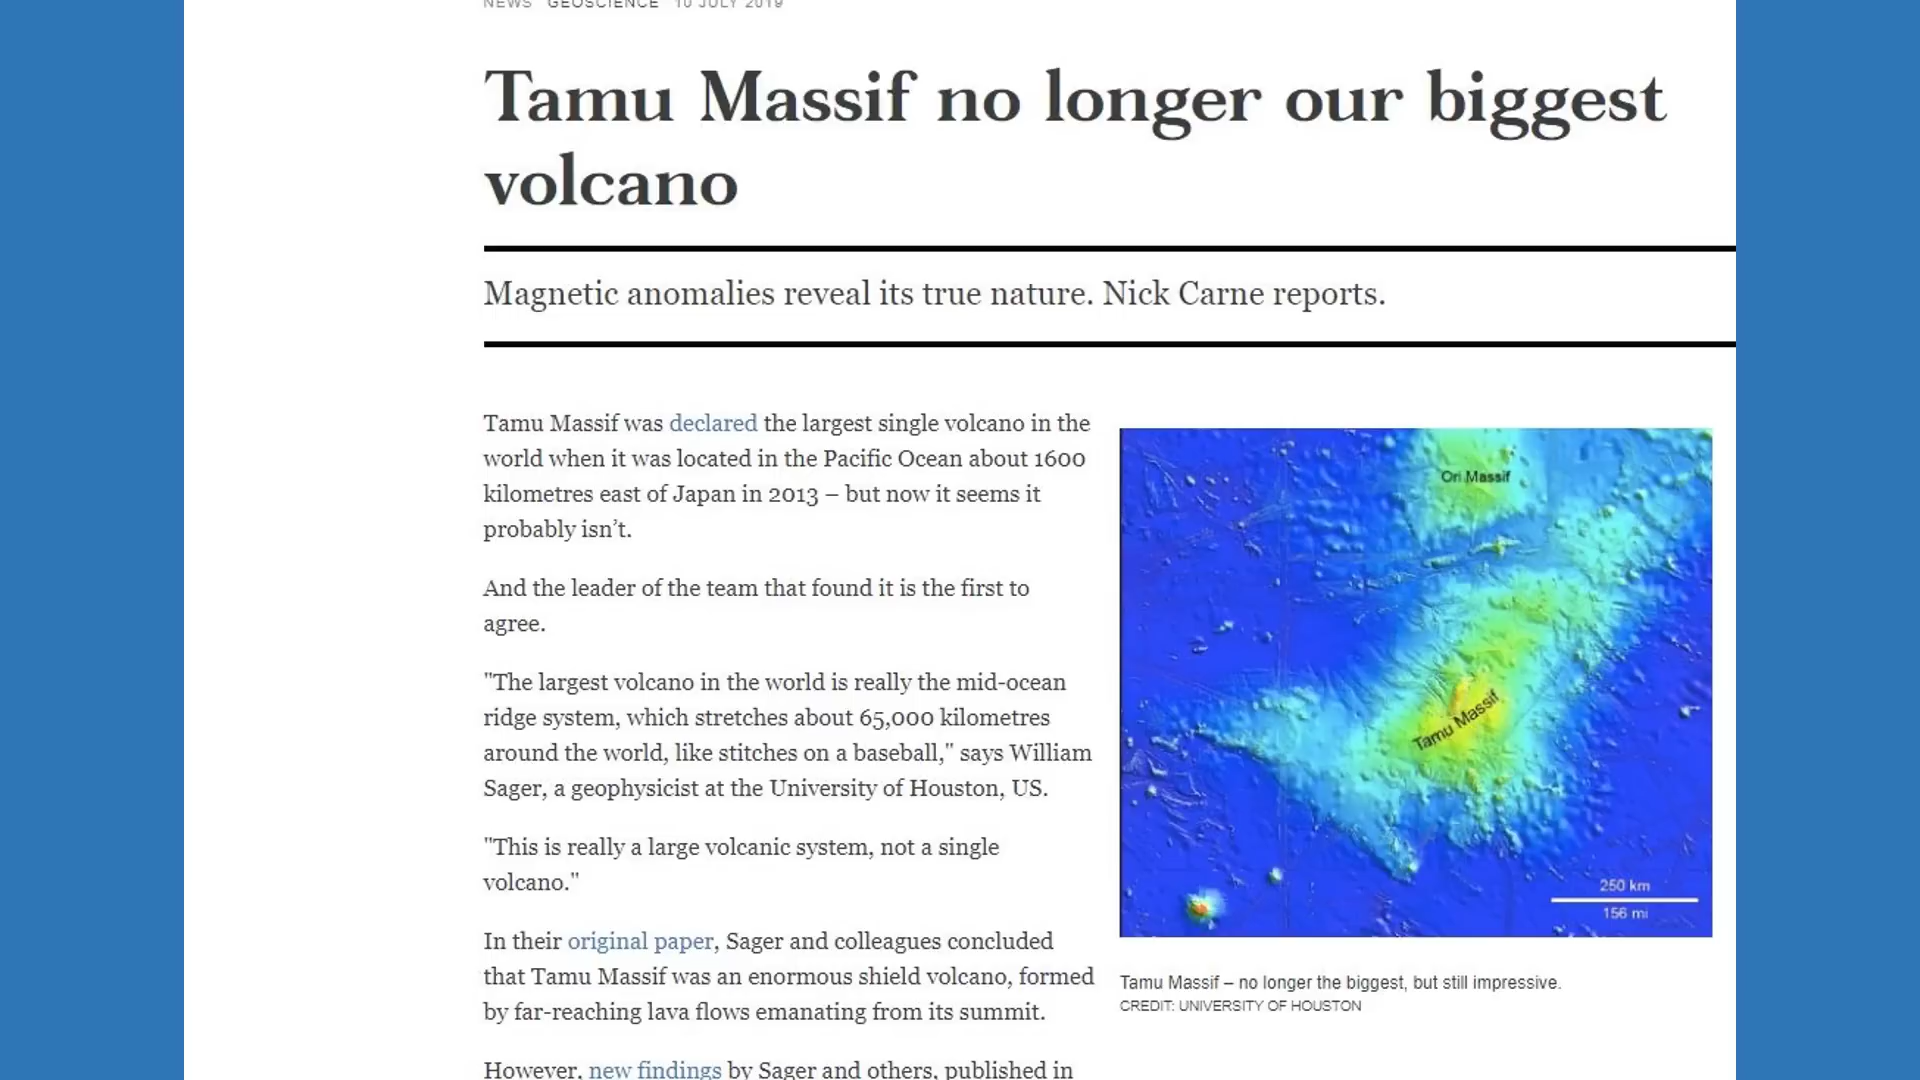 NEWS GEOSCIENCE 10 JULY 2019
Tamu Massif no longer our biggest
volcano
Magnetic anomalies reveal its true nature. Nick Carne reports.
Tamu Massif was declared the largest single volcano in the
world when it was located in the Pacific Ocean about 1600
kilometres east of Japan in 2013 – but now it seems it
probably isn’t.
And the leader of the team that found it is the first to
agree.
"The largest volcano in the world is really the mid-ocean
ridge system, which stretches about 65,000 kilometres
around the world, like stitches on a baseball," says William
Sager, a geophysicist at the University of Houston, US.
"This is really a large volcanic system, not a single
volcano."
In their original paper, Sager and colleagues concluded
that Tamu Massif was an enormous shield volcano, formed
by far-reaching lava flows emanating from its summit.
However, new findings by Sager and others, published in
Ori Massif
Tamu Massif
250 km
156 mi
Tamu Massif – no longer the biggest, but still impressive.
CREDIT: UNIVERSITY OF HOUSTON